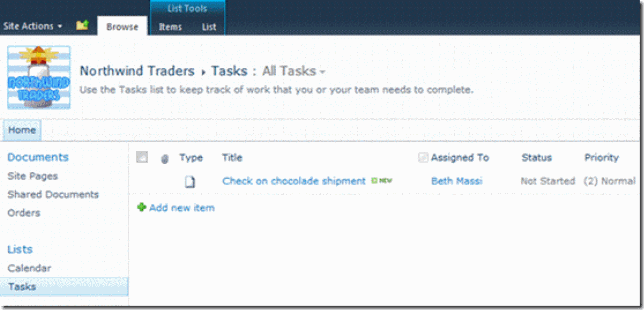 List Tools
Site Actions Browse Items List
NORTHWIND
TRADERS
Northwind Traders Tasks : All Tasks
Use the Tasks list to keep track of work that you or your team needs to complete.
Home
Documents
Site Pages
Shared Documents
Orders
Lists
Calendar
Tasks
Type Title Assigned To Status Priority
Check on chocolade shipment NEW Beth Massi Not Started (2) Normal
Add new item